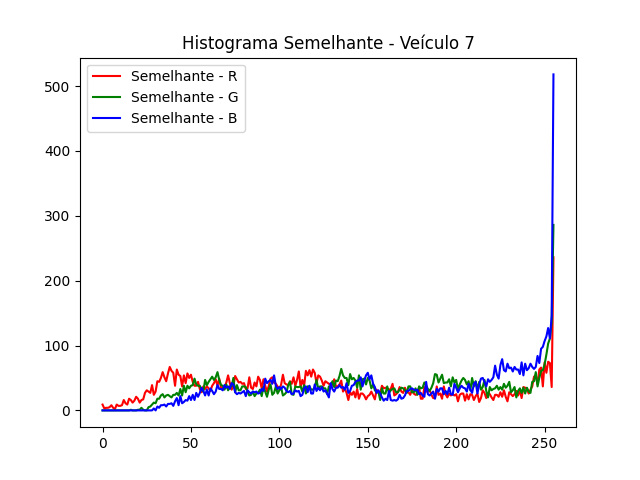 Histograma Semelhante - Veículo 7
Semelhante - R
Semelhante - G
Semelhante - B
500
400
300
200
100
0
0 50 100 150 200 250